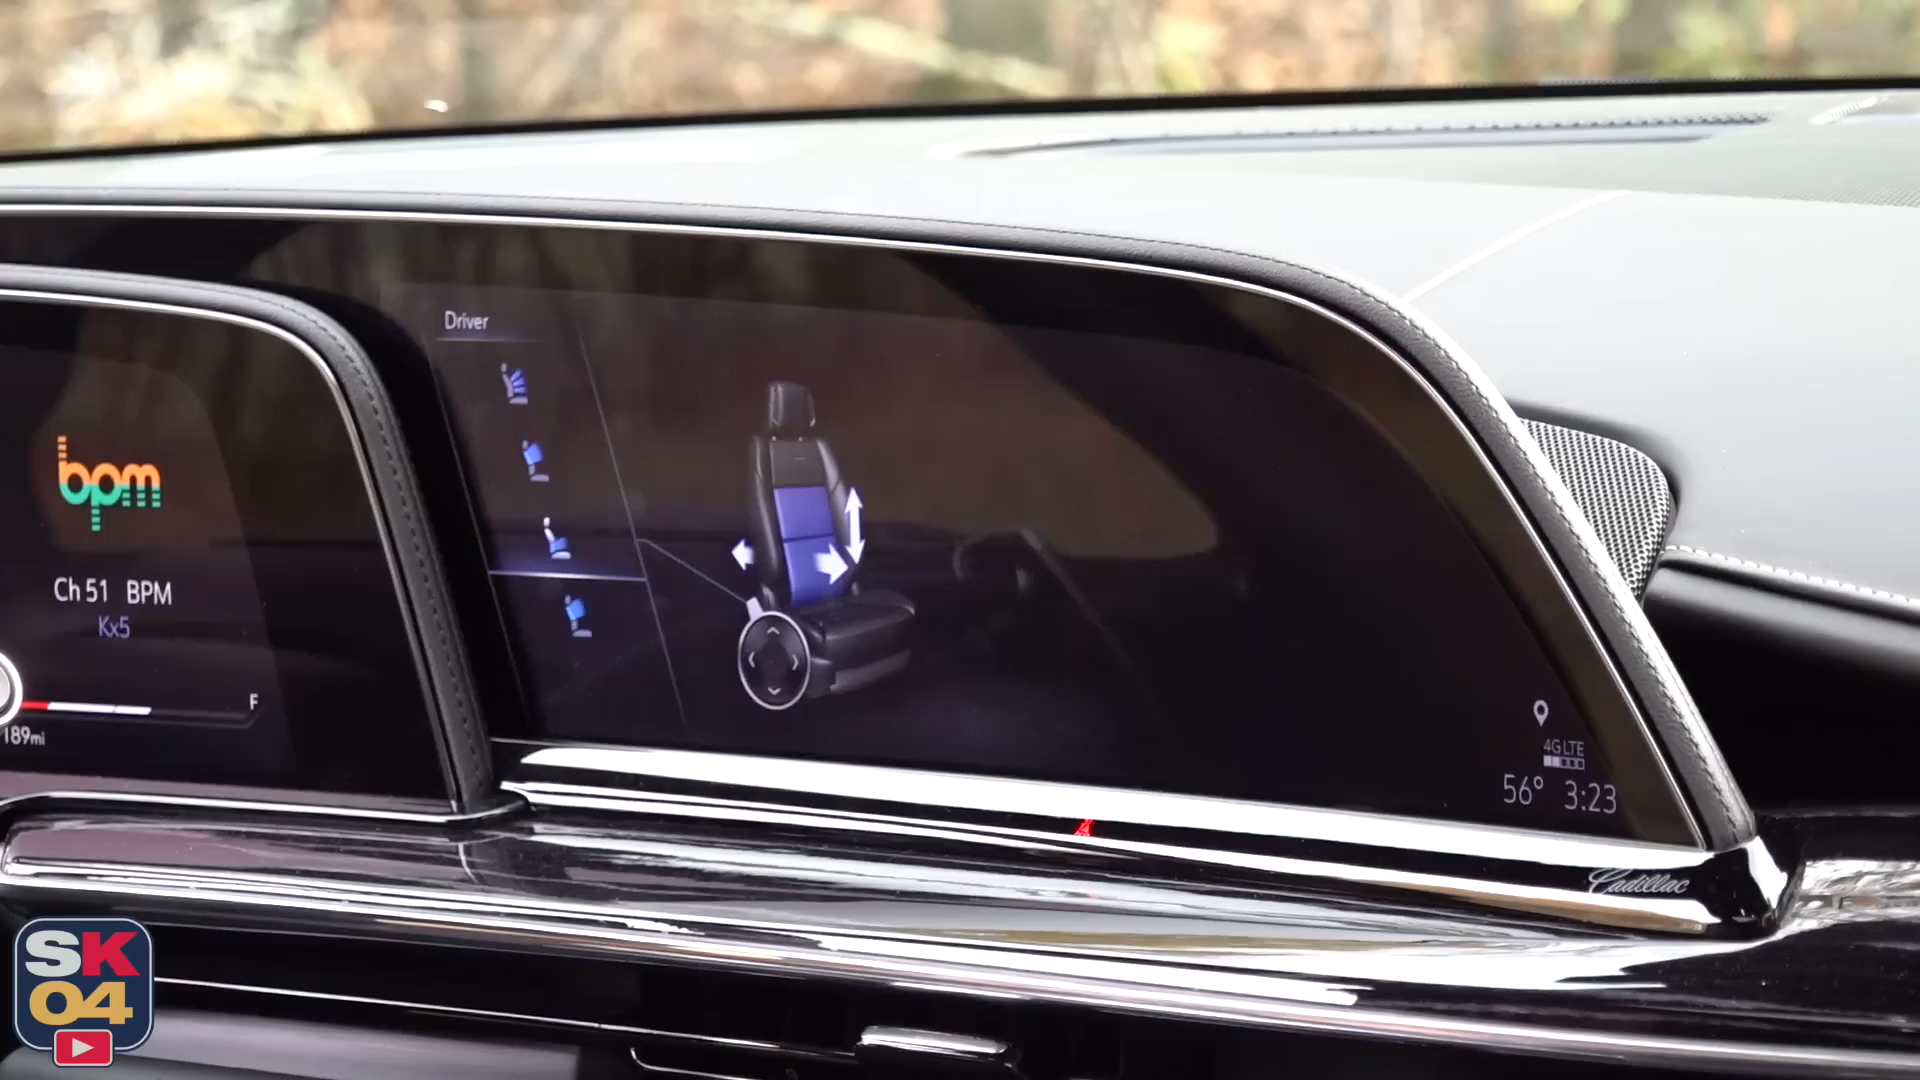 Driver
bpm
Ch 51 BPM
Kx5
F
189mi
4G LTE
56° 3:23
Cadillac
SK
04